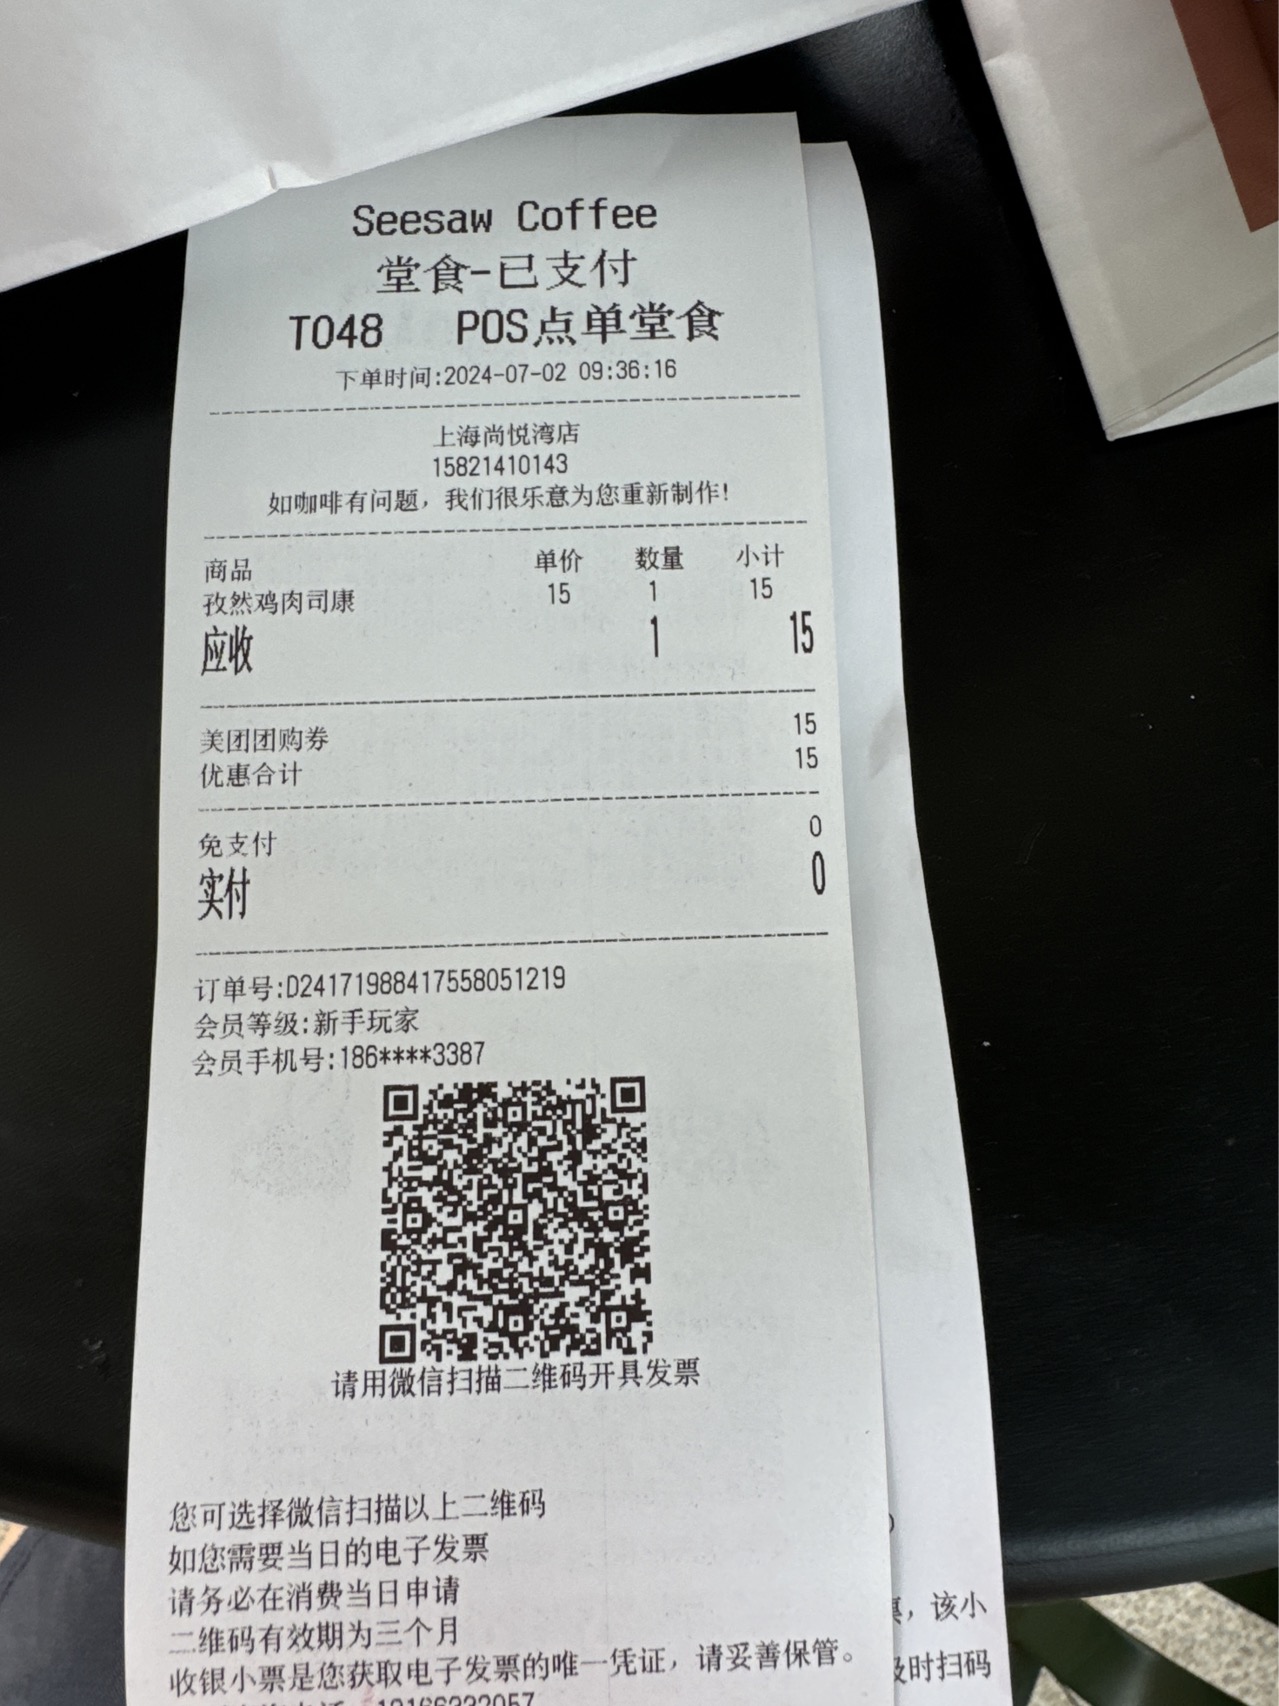 Seesaw Coffee
堂食-已支付
T048 POS点单堂食
下单时间:2024-07-02 09:36:16
上海尚悦湾店
15821410143
如咖啡有问题，我们很乐意为您重新制作!
商品 单价 数量 小计
孜然鸡肉司康 15 1 15
应收 1 15
美团团购券 15
优惠合计 15
免支付 0
实付 0
订单号:D24171988417558051219
会员等级:新手玩家
会员手机号:186****3387
请用微信扫描二维码开具发票
您可选择微信扫描以上二维码
如您需要当日的电子发票
请务必在消费当日申请
二维码有效期为三个月
收银小票是您获取电子发票的唯一凭证，请妥善保管。
，该小
及时扫码